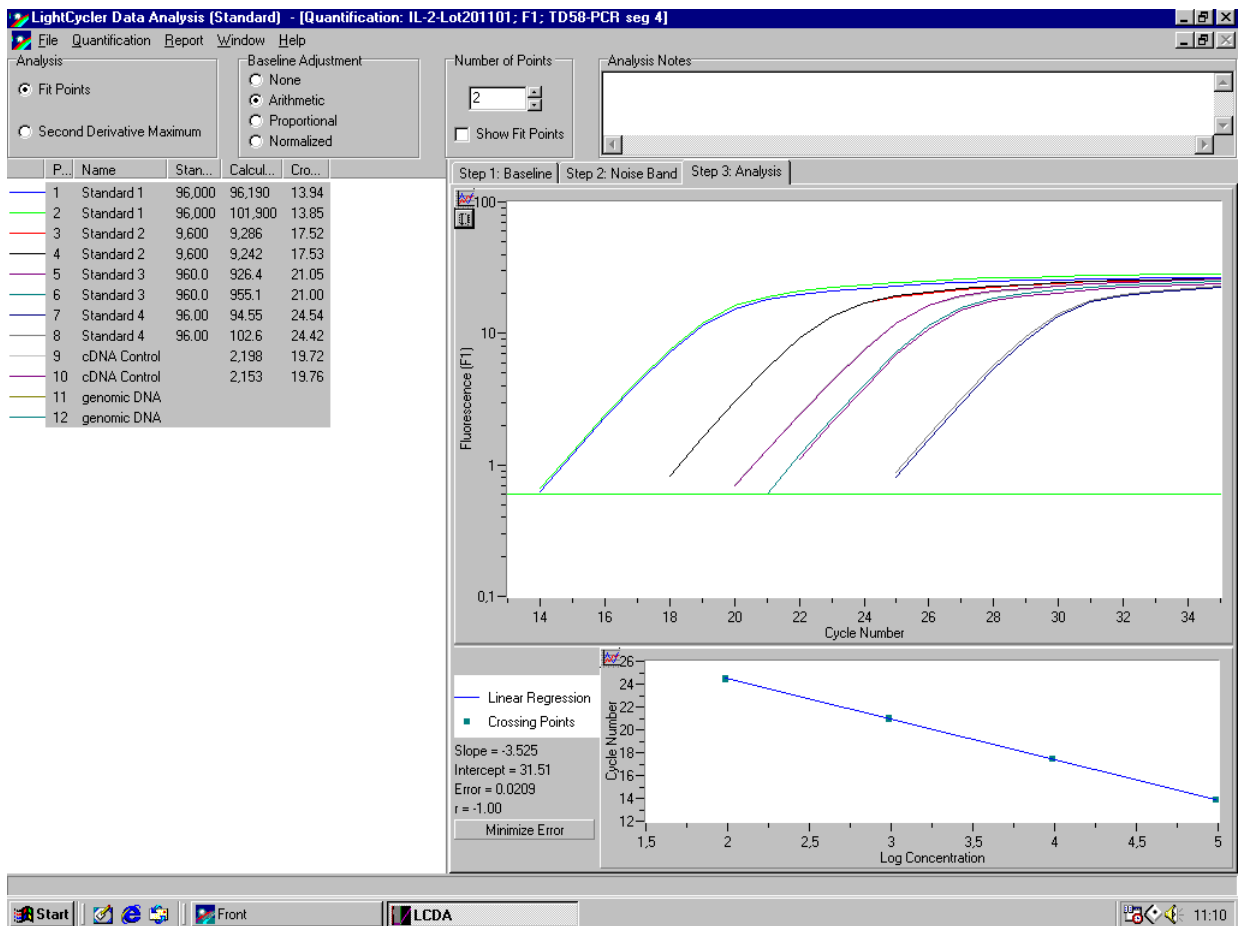 LightCycler Data Analysis (Standard) - [Quantification: IL-2-Lot201101; F1; TD58-PCR seg 4]
File Quantification Report Window Help
Analysis
Fit Points
Second Derivative Maximum
Baseline Adjustment
None
Arithmetic
Proportional
Normalized
Number of Points
2
Show Fit Points
Analysis Notes
P... Name Stan... Calcul... Cro...
1 Standard 1 96,000 96,190 13.94
2 Standard 1 96,000 101,900 13.85
3 Standard 2 9,600 9,286 17.52
4 Standard 2 9,600 9,242 17.53
5 Standard 3 960.0 926.4 21.05
6 Standard 3 960.0 955.1 21.00
7 Standard 4 96.00 94.55 24.54
8 Standard 4 96.00 102.6 24.42
9 cDNA Control 2,198 19.72
10 cDNA Control 2,153 19.76
11 genomic DNA
12 genomic DNA
Step 1: Baseline Step 2: Noise Band Step 3: Analysis
100
10
1
0,1
Fluorescence (F1)
14 16 18 20 22 24 26 28 30 32 34
Cycle Number
Linear Regression
Crossing Points
Slope = -3.525
Intercept = 31.51
Error = 0.0209
r = -1.00
Minimize Error
26
24
22
20
18
16
14
12
Cycle Number
1,5 2 2,5 3 3,5 4 4,5 5
Log Concentration
Start Front LCDA 11:10